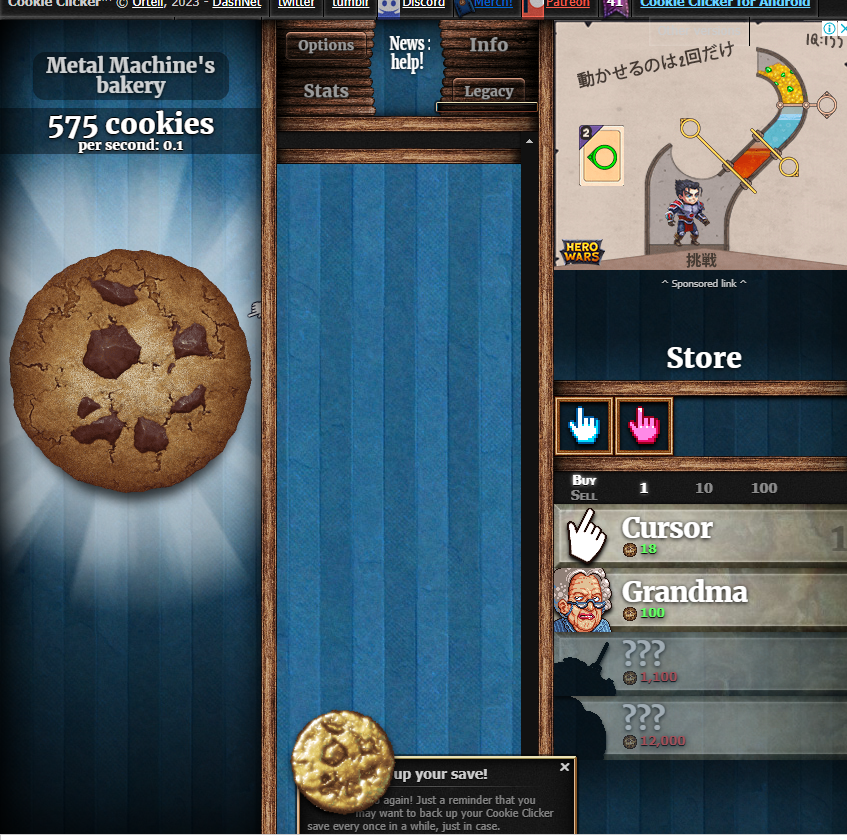 Cookie Clicker™ © Orteil, 2023 - DashNet
twitter
tumblr
Discord
Merch!
Patreon
41
Cookie Clicker for Android
Metal Machine's
bakery
575 cookies
per second: 0.1
Options
Stats
News :
help!
Info
Legacy
動かせるのは2回だけ
IQ:155
2
HERO
WARS
挑戦
^ Sponsored link ^
Store
Buy
Sell
1
10
100
Cursor
18
1
Grandma
100
???
1,100
???
12,000
up your save!
again! Just a reminder that you
may want to back up your Cookie Clicker
save every once in a while, just in case.